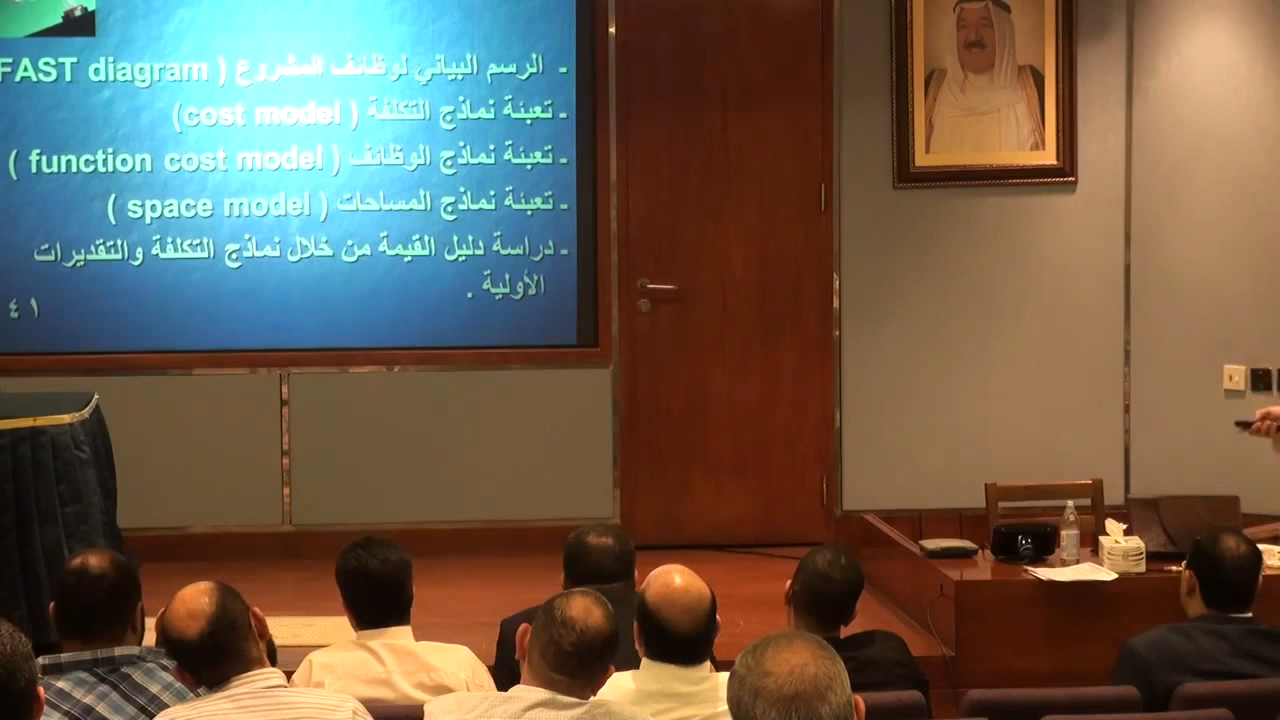 - الرسم البياني لوظائف المشروع ( FAST diagram
- تعبئة نماذج التكلفة ( cost model)
- تعبئة نماذج الوظائف ( function cost model )
- تعبئة نماذج المساحات ( space model )
- دراسة دليل القيمة من خلال نماذج التكلفة والتقديرات
الأولية .
٤١